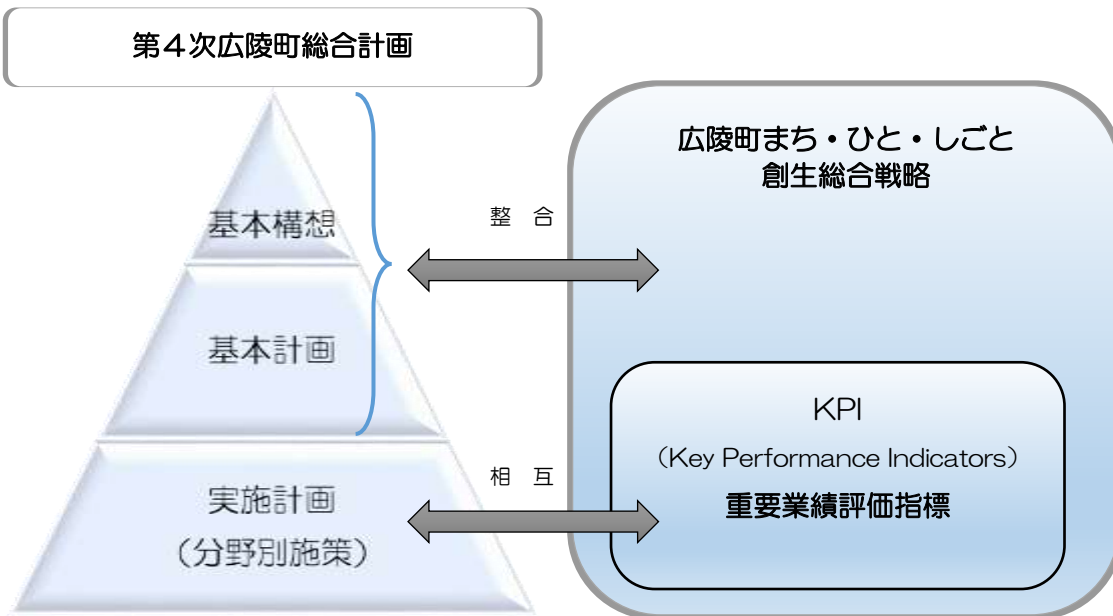 第4次広陵町総合計画
基本構想
基本計画
実施計画
（分野別施策）
整　合
相　互
広陵町まち・ひと・しごと
創生総合戦略
KPI
（Key Performance Indicators）
重要業績評価指標